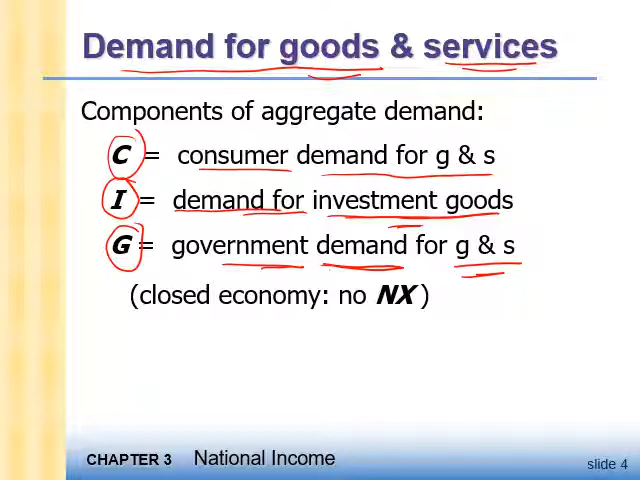 Demand for goods & services
Components of aggregate demand:
C = consumer demand for g & s
I = demand for investment goods
G = government demand for g & s
(closed economy: no NX )
CHAPTER 3 National Income
slide 4